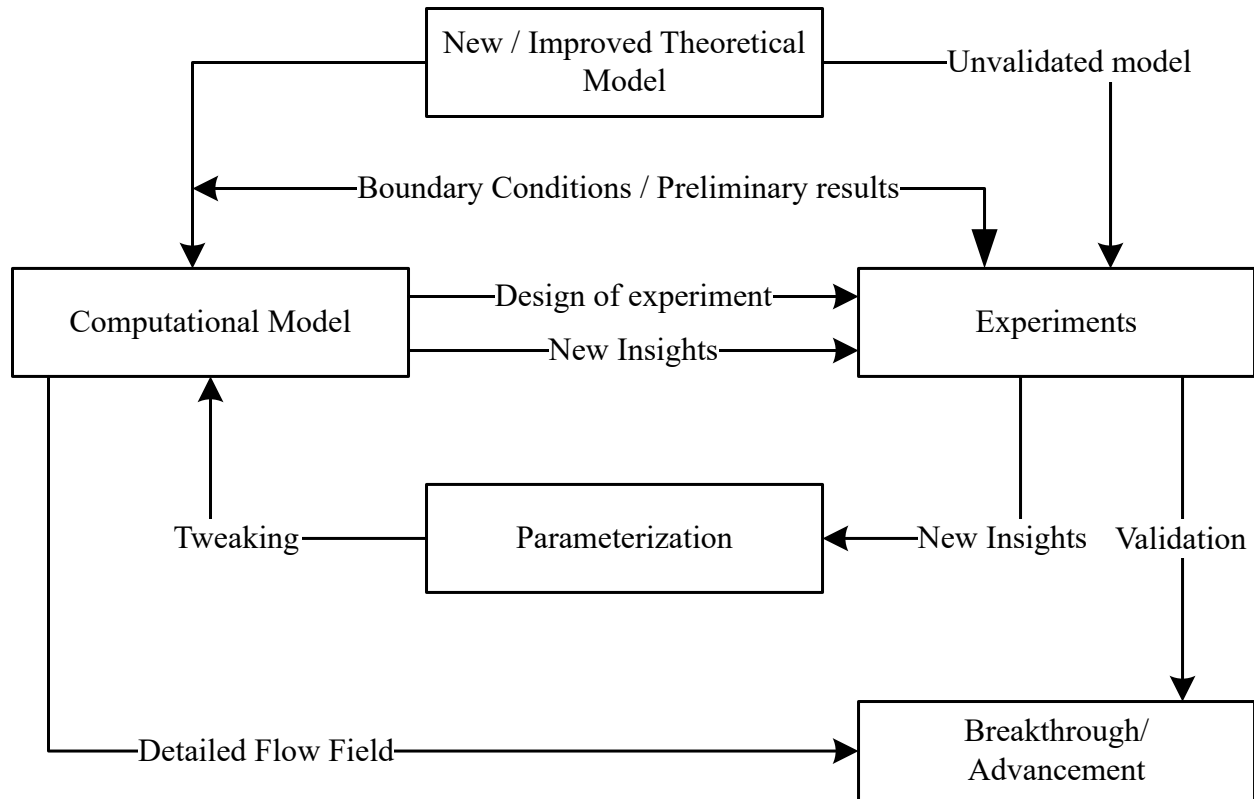 New / Improved Theoretical
Model
Unvalidated model
Boundary Conditions / Preliminary results
Computational Model
Design of experiment
New Insights
Experiments
Tweaking
Parameterization
New Insights
Validation
Detailed Flow Field
Breakthrough/
Advancement